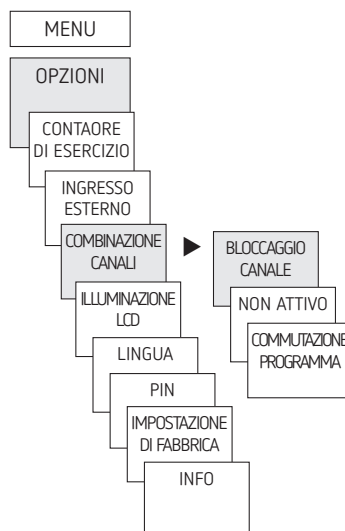 MENU
OPZIONI
CONTAORE
DI ESERCIZIO
INGRESSO
ESTERNO
COMBINAZIONE
CANALI
BLOCCAGGIO
CANALE
NON ATTIVO
COMMUTAZIONE
PROGRAMMA
ILLUMINAZIONE
LCD
LINGUA
PIN
IMPOSTAZIONE
DI FABBRICA
INFO